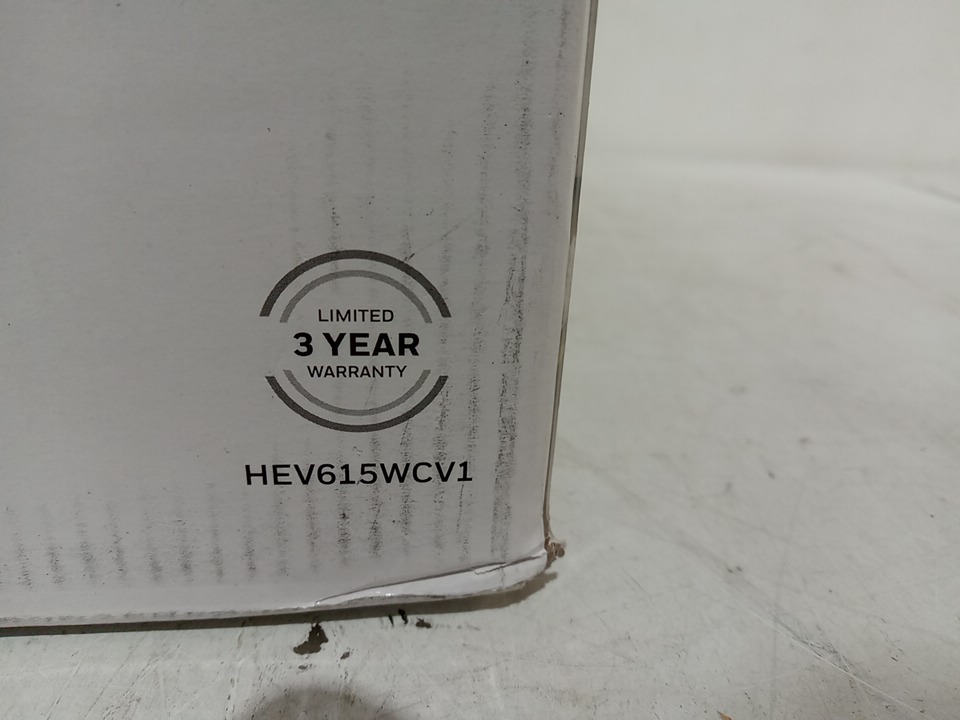 LIMITED
3 YEAR
WARRANTY
HEV615WCV1